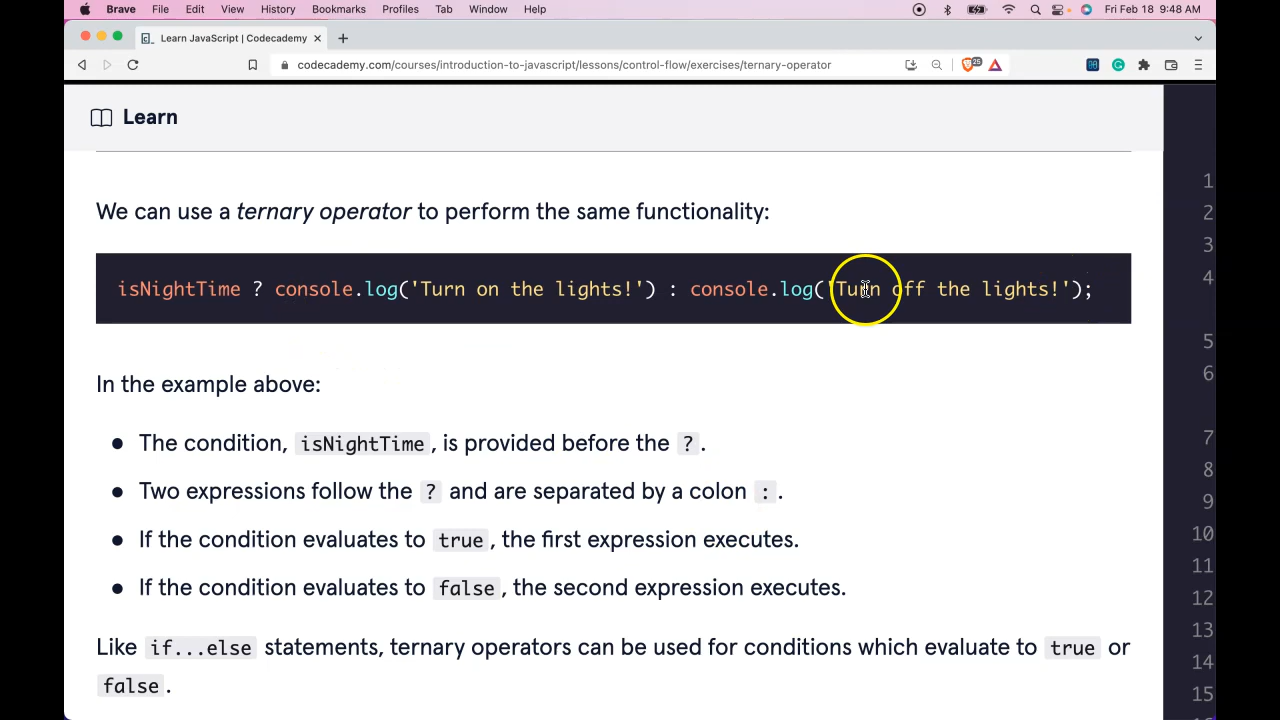 Brave File Edit View History Bookmarks Profiles Tab Window Help Fri Feb 18 9:48 AM
Learn JavaScript | Codecademy
codecademy.com/courses/introduction-to-javascript/lessons/control-flow/exercises/ternary-operator 25
Learn
We can use a ternary operator to perform the same functionality:
isNightTime ? console.log('Turn on the lights!') : console.log('Turn off the lights!');
In the example above:
● The condition, isNightTime, is provided before the ?.
● Two expressions follow the ? and are separated by a colon :.
● If the condition evaluates to true, the first expression executes.
● If the condition evaluates to false, the second expression executes.
Like if...else statements, ternary operators can be used for conditions which evaluate to true or
false.
1
2
3
4
5
6
7
8
9
10
11
12
13
14
15